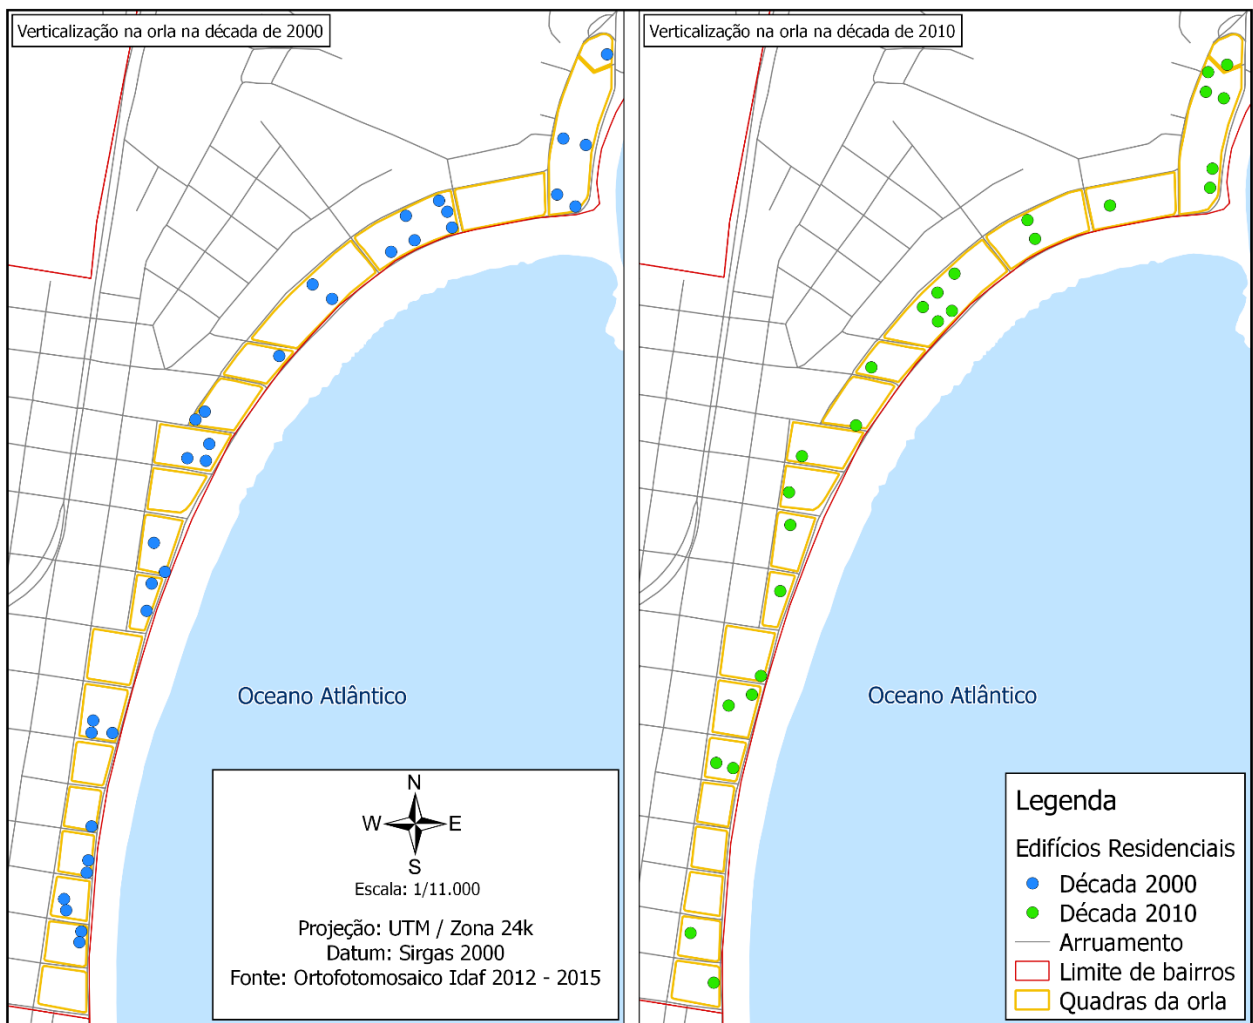 Verticalização na orla na década de 2000
Verticalização na orla na década de 2010
Oceano Atlântico
Oceano Atlântico
N
W
E
S
Escala: 1/11.000
Projeção: UTM / Zona 24k
Datum: Sirgas 2000
Fonte: Ortofotomosaico Idaf 2012 - 2015
Legenda
Edifícios Residenciais
Década 2000
Década 2010
Arruamento
Limite de bairros
Quadras da orla